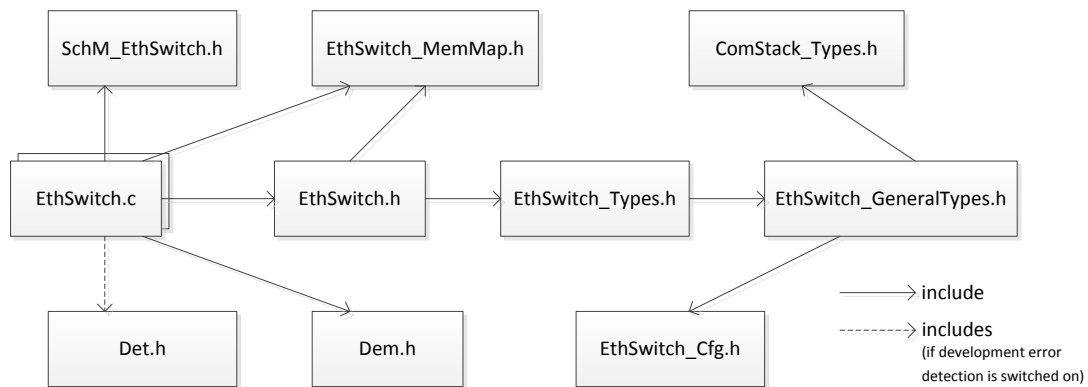 SchM_EthSwitch.h
EthSwitch_MemMap.h
ComStack_Types.h
EthSwitch.c
EthSwitch.h
EthSwitch_Types.h
EthSwitch_GeneralTypes.h
include
includes
(if development error
detection is switched on)
Det.h
Dem.h
EthSwitch_Cfg.h